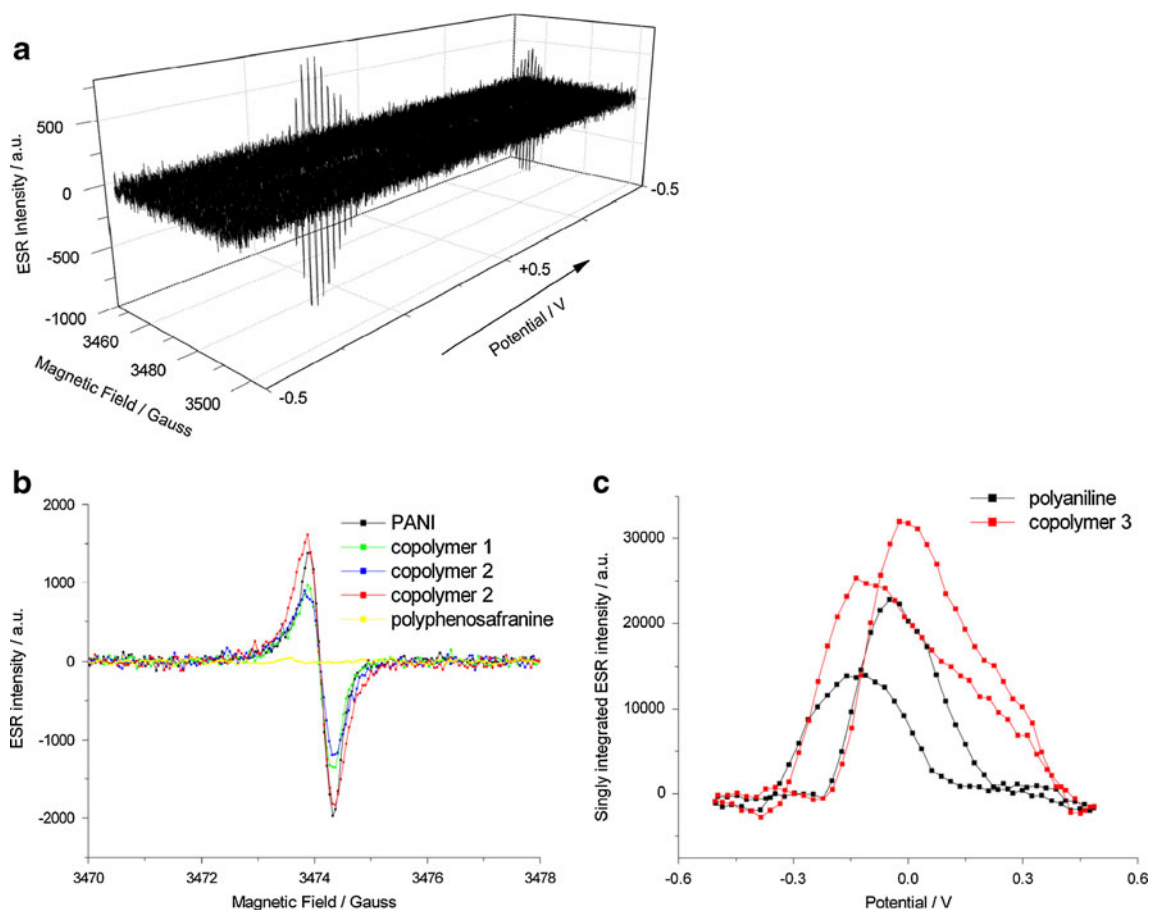 a
ESR Intensity / a.u.
500
0
-500
-1000
3460
3480
3500
Magnetic Field / Gauss
-0.5
+0.5
-0.5
Potential / V
b
2000
1000
0
-1000
-2000
ESR intensity / a.u.
PANI
copolymer 1
copolymer 2
copolymer 2
polyphenosafranine
3470
3472
3474
3476
3478
Magnetic Field / Gauss
c
30000
20000
10000
0
Singly integrated ESR intensity / a.u.
polyaniline
copolymer 3
-0.6
-0.3
0.0
0.3
0.6
Potential / V